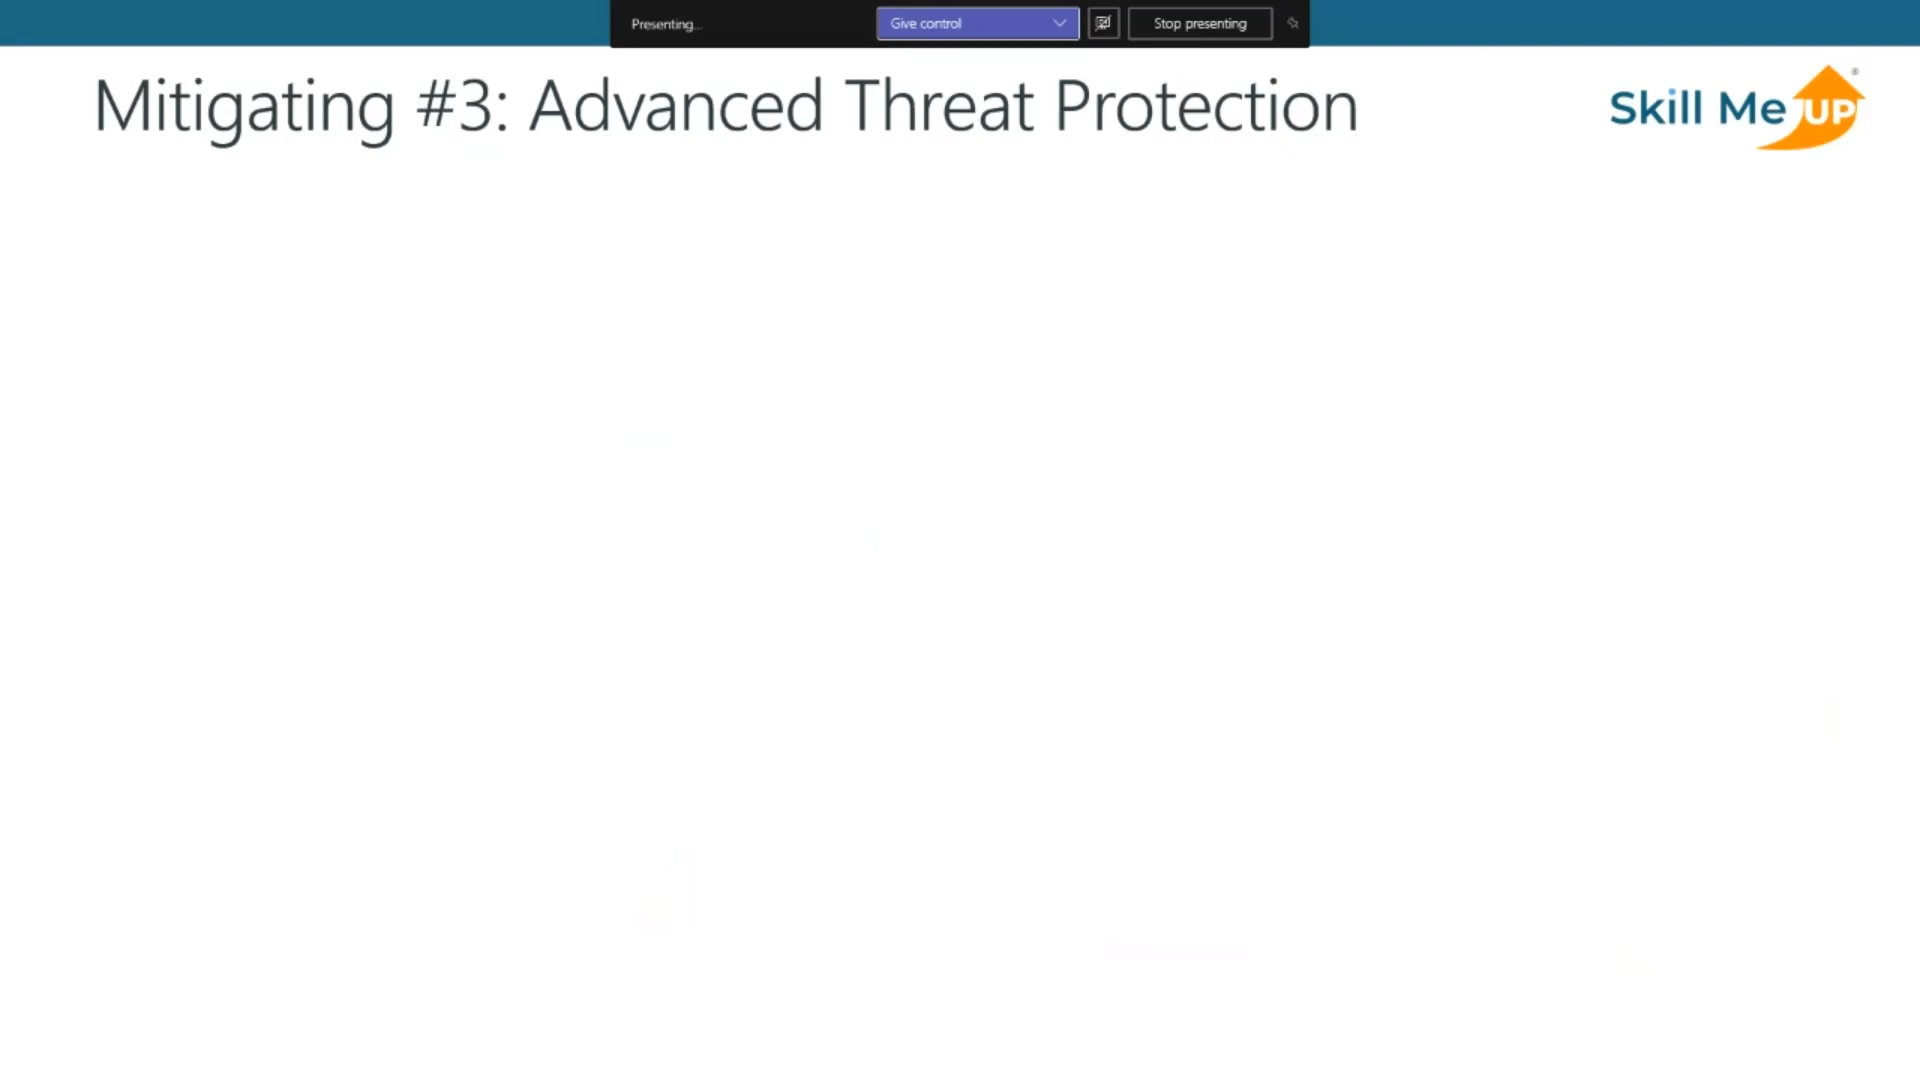 Presenting...
Give control
Stop presenting
Mitigating #3: Advanced Threat Protection
Skill Me UP
®